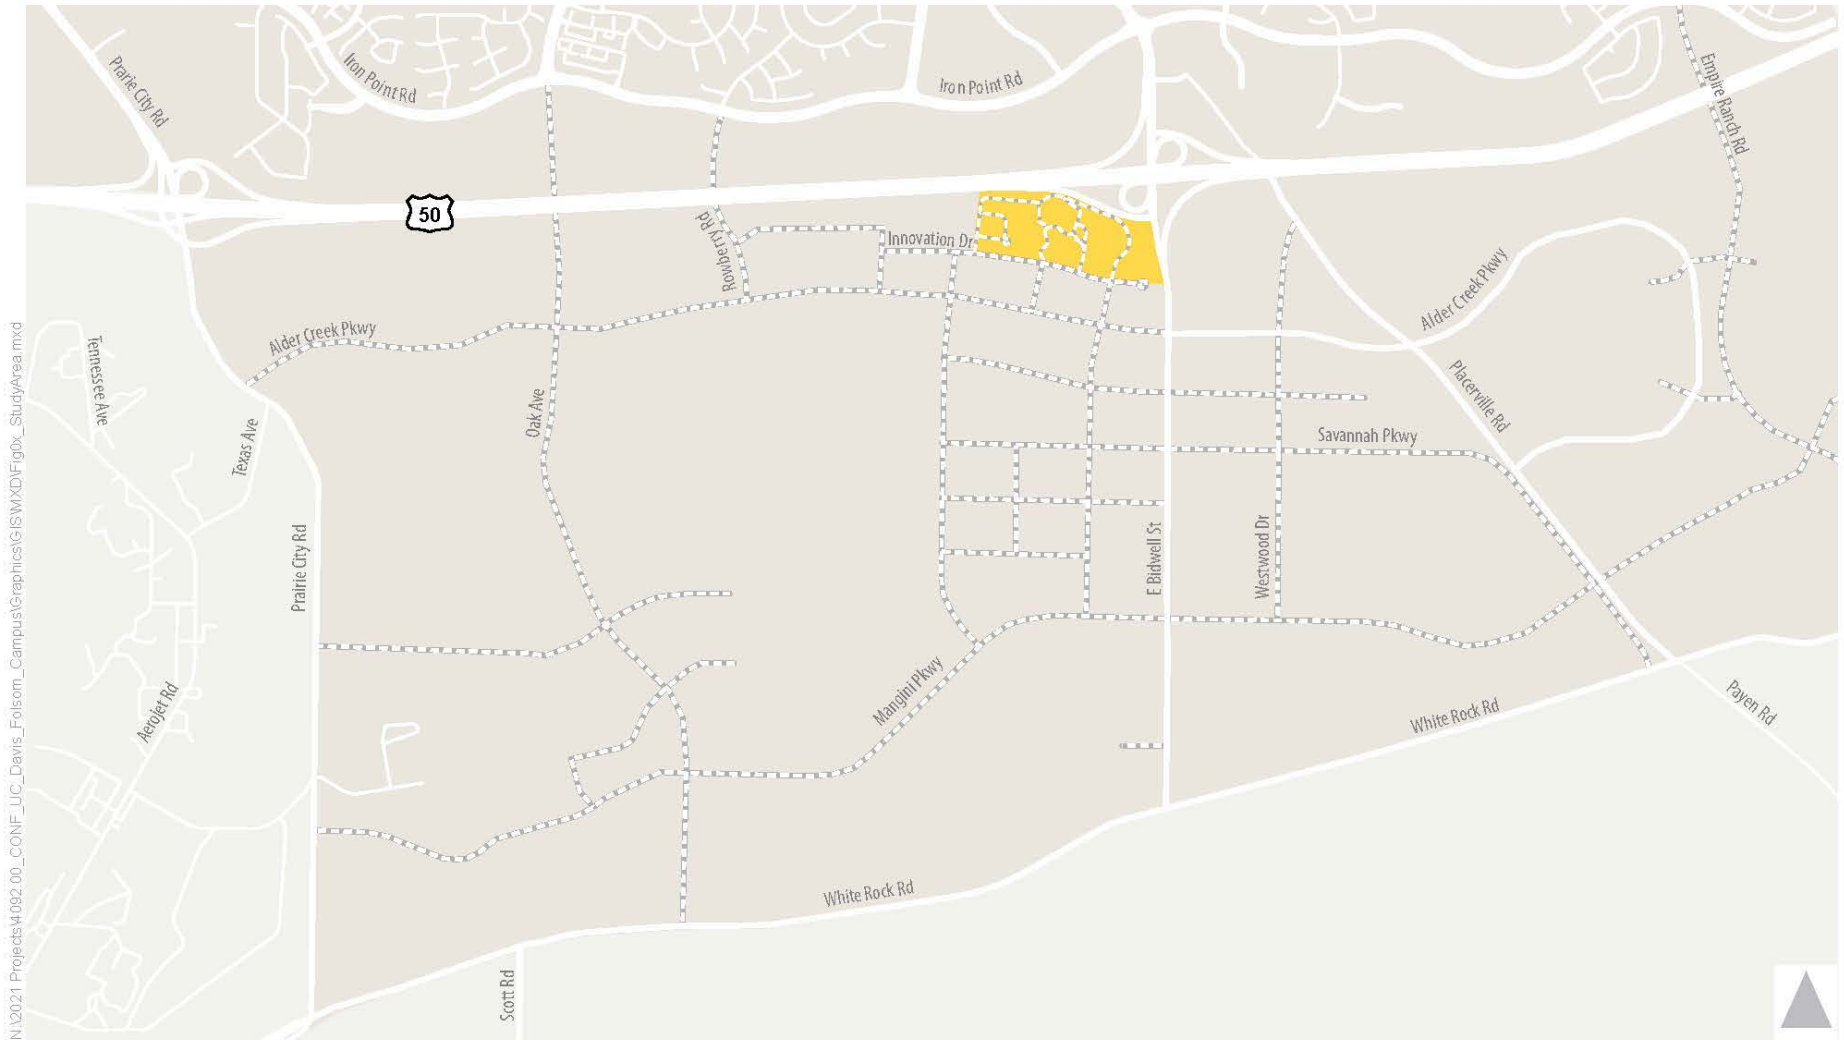 Prarie City Rd
Iron Point Rd
Iron Point Rd
Empire Ranch Rd
50
Rowberry Rd
Innovation Dr
Alder Creek Pkwy
Alder Creek Pkwy
Tennessee Ave
Texas Ave
Oak Ave
Placerville Rd
Savannah Pkwy
Prairie City Rd
E Bidwell St
Westwood Dr
Aerojet Rd
Mangini Pkwy
White Rock Rd
Payen Rd
White Rock Rd
Scott Rd
N:\2021 Projects\4092.00_CONF_UC_Davis_Folsom_Campus\Graphics\GIS\MXD\Fig0x_StudyArea.mxd